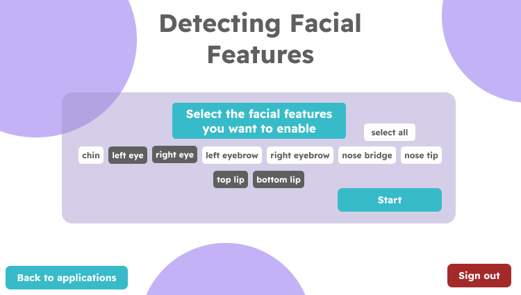 Detecting Facial
Features
Select the facial features
you want to enable
select all
chin left eye right eye left eyebrow right eyebrow nose bridge nose tip
top lip bottom lip
Start
Back to applications
Sign out